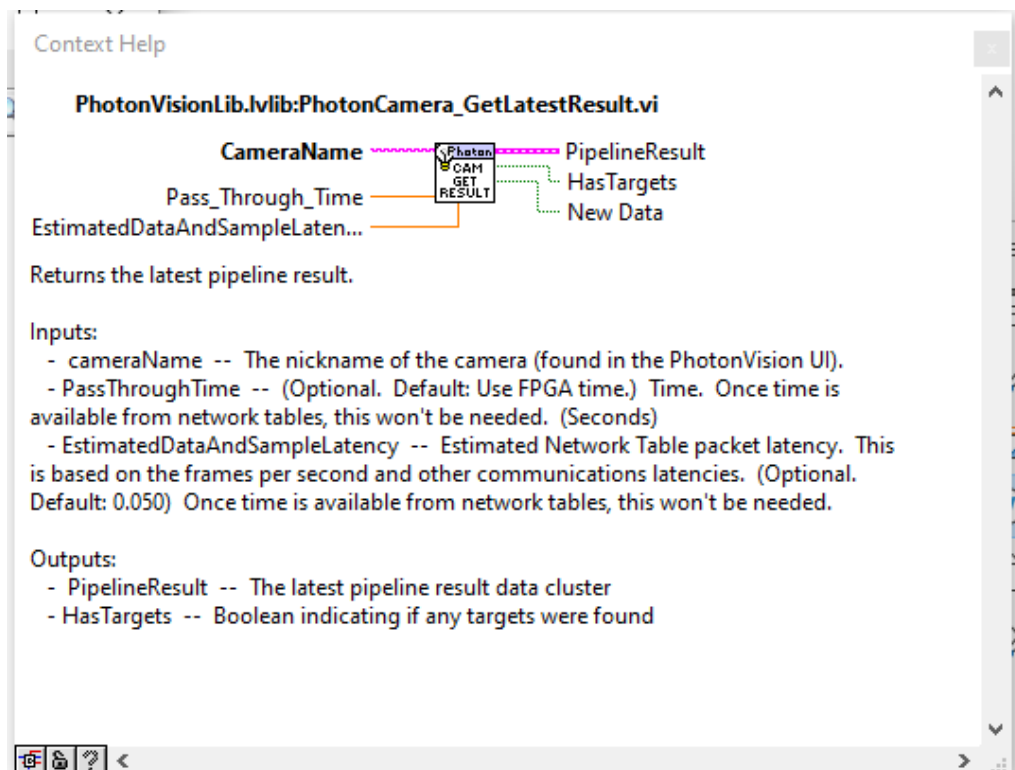 Context Help
PhotonVisionLib.lvlib:PhotonCamera_GetLatestResult.vi
CameraName
Pass_Through_Time
EstimatedDataAndSampleLaten...
Photon
CAM
GET
RESULT
PipelineResult
HasTargets
New Data
Returns the latest pipeline result.
Inputs:
- cameraName -- The nickname of the camera (found in the PhotonVision UI).
- PassThroughTime -- (Optional. Default: Use FPGA time.) Time. Once time is
available from network tables, this won't be needed. (Seconds)
- EstimatedDataAndSampleLatency -- Estimated Network Table packet latency. This
is based on the frames per second and other communications latencies. (Optional.
Default: 0.050) Once time is available from network tables, this won't be needed.
Outputs:
- PipelineResult -- The latest pipeline result data cluster
- HasTargets -- Boolean indicating if any targets were found
?